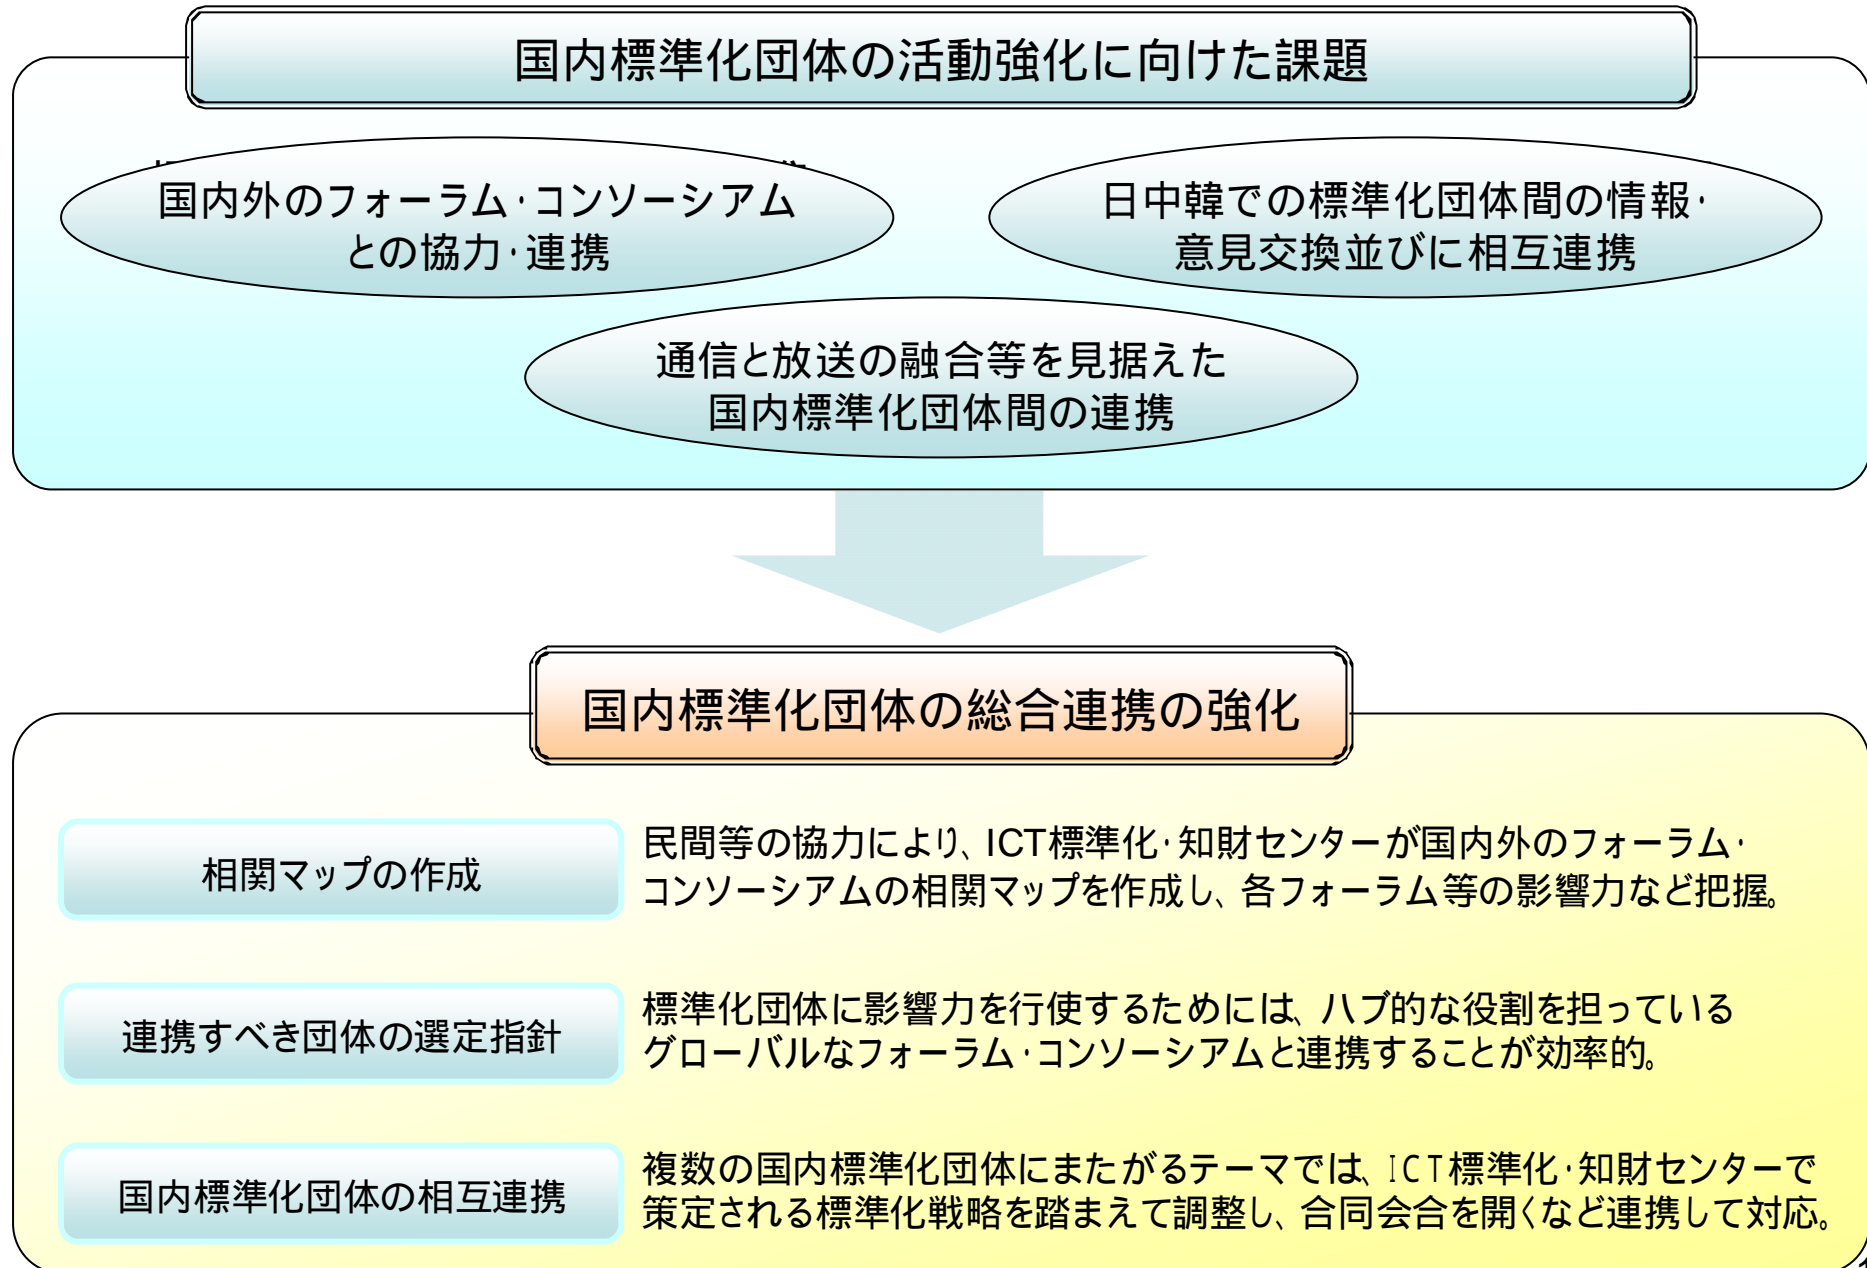 国内標準化団体の活動強化に向けた課題
国内外のフォーラム・コンソーシアム
との協力・連携
日中韓での標準化団体間の情報・
意見交換並びに相互連携
通信と放送の融合等を見据えた
国内標準化団体間の連携
国内標準化団体の総合連携の強化
相関マップの作成
民間等の協力により、ICT標準化・知財センターが国内外のフォーラム・
コンソーシアムの相関マップを作成し、各フォーラム等の影響力など把握。
連携すべき団体の選定指針
標準化団体に影響力を行使するためには、ハブ的な役割を担っている
グローバルなフォーラム・コンソーシアムと連携することが効率的。
国内標準化団体の相互連携
複数の国内標準化団体にまたがるテーマでは、ICT標準化・知財センターで
策定される標準化戦略を踏まえて調整し、合同会合を開くなど連携して対応。